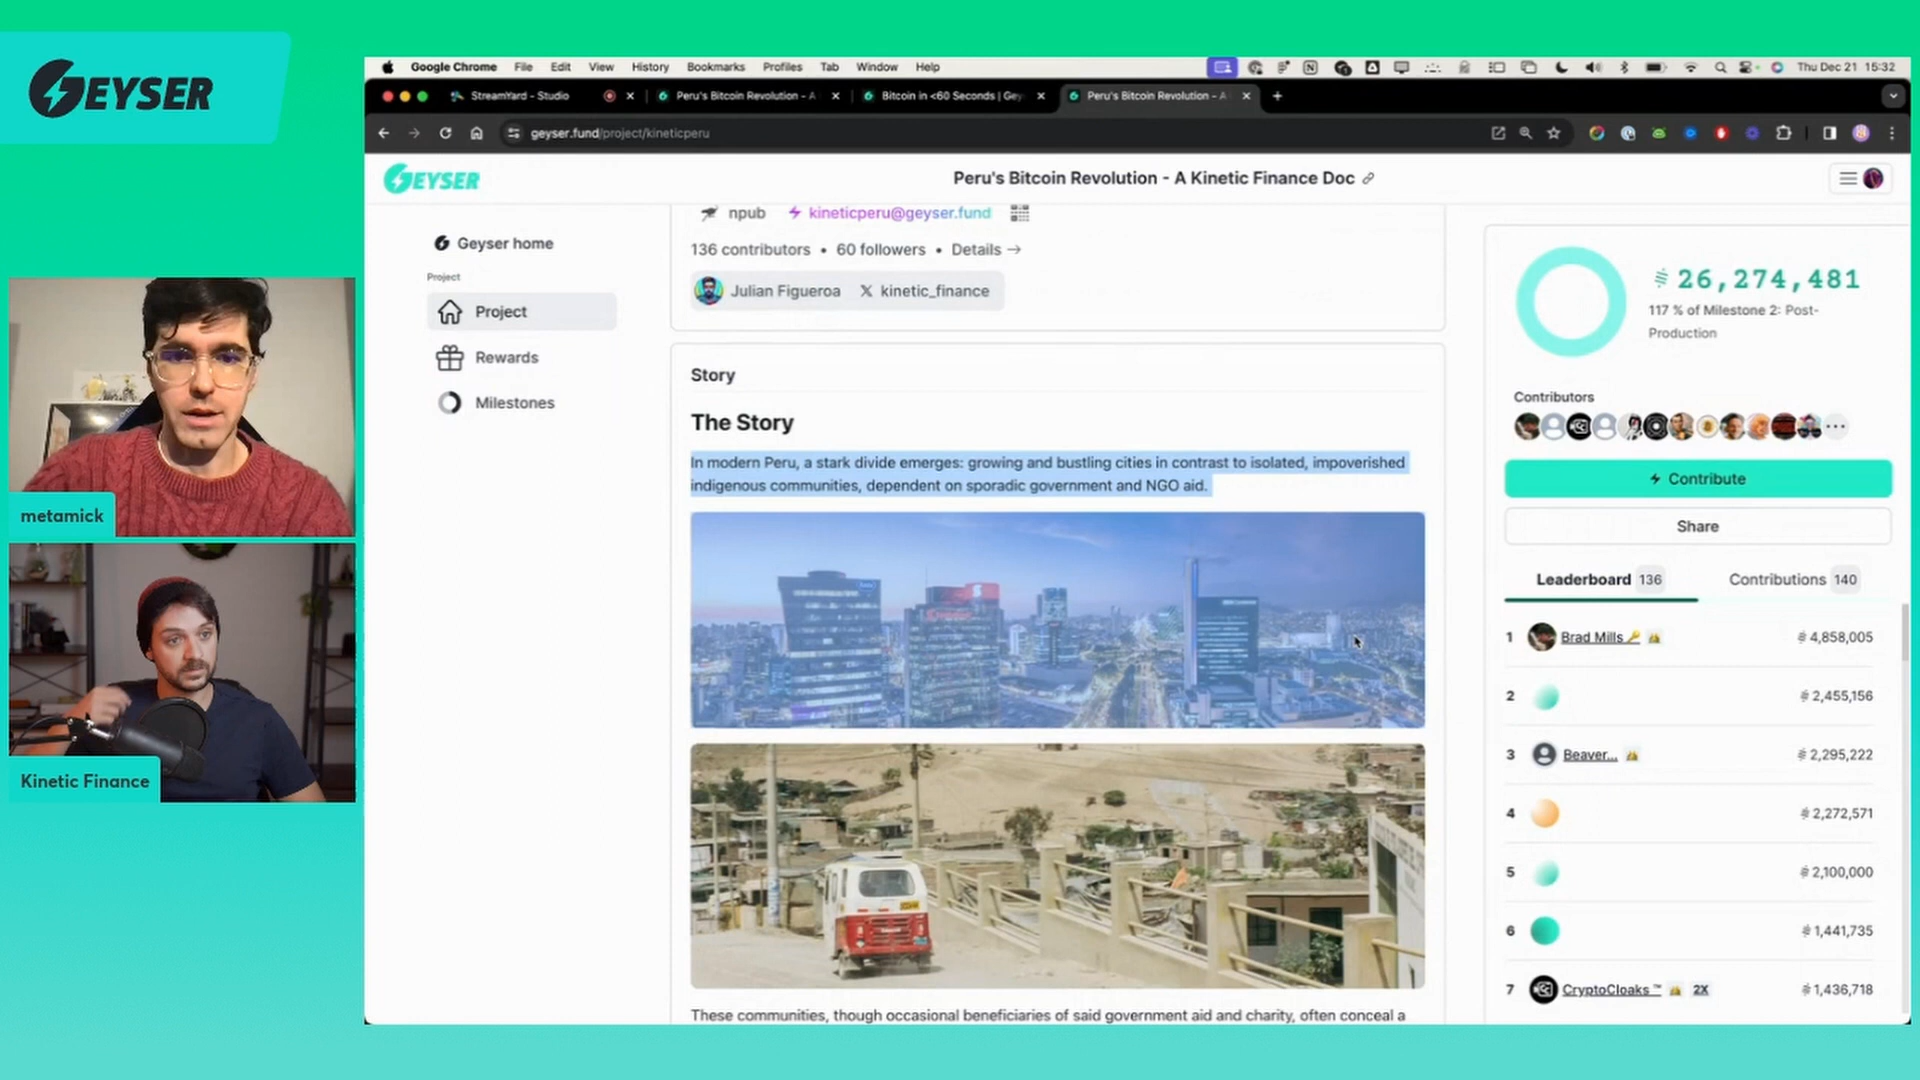 GEYSER
metamick
Kinetic Finance
Google Chrome File Edit View History Bookmarks Profiles Tab Window Help
Thu Dec 21 15:32
StreamYard - Studio
Peru's Bitcoin Revolution - A
Bitcoin in <60 Seconds | Gey
Peru's Bitcoin Revolution - A
geyser.fund/project/kineticperu
GEYSER
Peru's Bitcoin Revolution - A Kinetic Finance Doc
Geyser home
Project
Project
Rewards
Milestones
npub kineticperu@geyser.fund
136 contributors • 60 followers • Details →
Julian Figueroa X kinetic_finance
Story
The Story
In modern Peru, a stark divide emerges: growing and bustling cities in contrast to isolated, impoverished
indigenous communities, dependent on sporadic government and NGO aid.
These communities, though occasional beneficiaries of said government aid and charity, often conceal a
26,274,481
117 % of Milestone 2: Post-
Production
Contributors
Contribute
Share
Leaderboard 136 Contributions 140
1 Brad Mills 🔑 4,858,005
2 2,455,156
3 Beaver... 2,295,222
4 2,272,571
5 2,100,000
6 1,441,735
7 CryptoCloaks ™ 2X 1,436,718